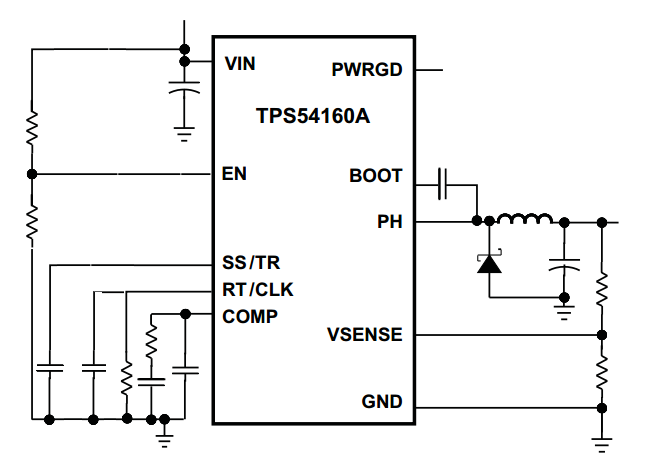 VIN
PWRGD
TPS54160A
BOOT
EN
PH
SS/TR
RT/CLK
COMP
VSENSE
GND